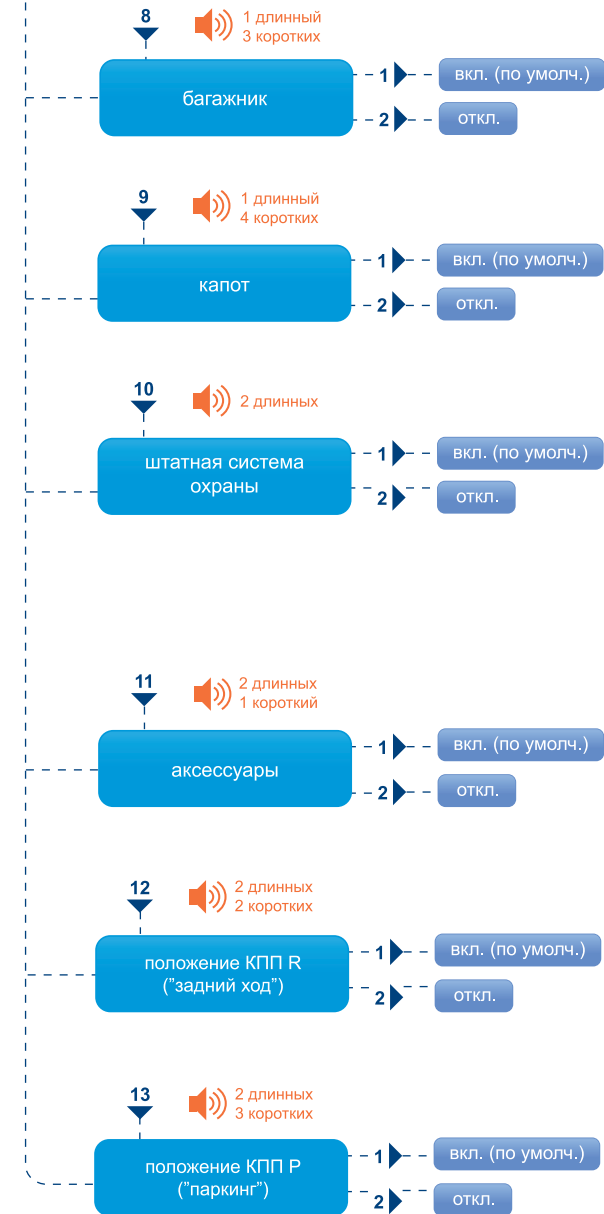 8
1 длинный
3 коротких
багажник
1
вкл. (по умолч.)
2
откл.
9
1 длинный
4 коротких
капот
1
вкл. (по умолч.)
2
откл.
10
2 длинных
штатная система
охраны
1
вкл. (по умолч.)
2
откл.
11
2 длинных
1 короткий
аксессуары
1
вкл. (по умолч.)
2
откл.
12
2 длинных
2 коротких
положение КПП R
("задний ход")
1
вкл. (по умолч.)
2
откл.
13
2 длинных
3 коротких
положение КПП P
("паркинг")
1
вкл. (по умолч.)
2
откл.